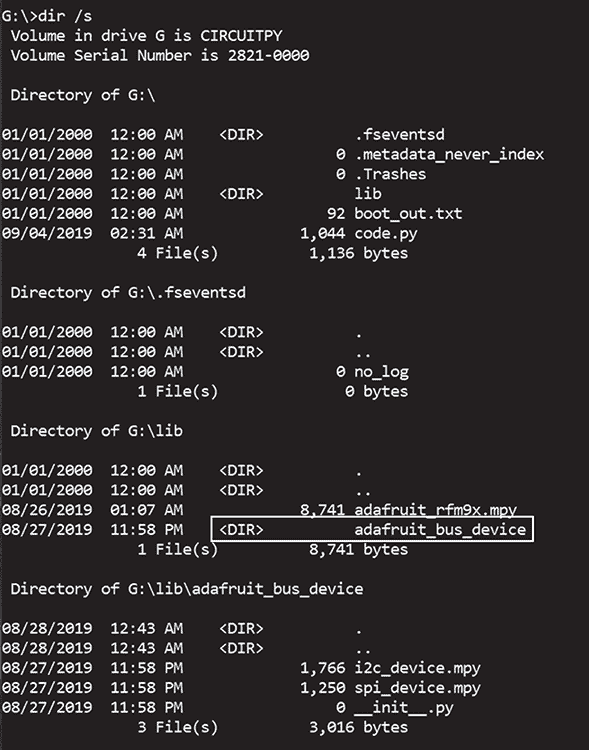 G:\>dir /s
Volume in drive G is CIRCUITPY
Volume Serial Number is 2821-0000
Directory of G:\
01/01/2000 12:00 AM <DIR> .fseventsd
01/01/2000 12:00 AM 0 .metadata_never_index
01/01/2000 12:00 AM 0 .Trashes
01/01/2000 12:00 AM <DIR> lib
01/01/2000 12:00 AM 92 boot_out.txt
09/04/2019 02:31 AM 1,044 code.py
4 File(s) 1,136 bytes
Directory of G:\.fseventsd
01/01/2000 12:00 AM <DIR> .
01/01/2000 12:00 AM <DIR> ..
01/01/2000 12:00 AM 0 no_log
1 File(s) 0 bytes
Directory of G:\lib
01/01/2000 12:00 AM <DIR> .
01/01/2000 12:00 AM <DIR> ..
08/26/2019 01:07 AM 8,741 adafruit_rfm9x.mpy
08/27/2019 11:58 PM <DIR> adafruit_bus_device
1 File(s) 8,741 bytes
Directory of G:\lib\adafruit_bus_device
08/28/2019 12:43 AM <DIR> .
08/28/2019 12:43 AM <DIR> ..
08/27/2019 11:58 PM 1,766 i2c_device.mpy
08/27/2019 11:58 PM 1,250 spi_device.mpy
08/27/2019 11:58 PM 0 __init__.py
3 File(s) 3,016 bytes